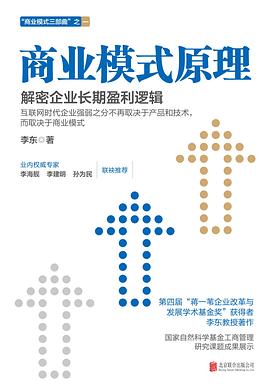 “商业模式三部曲”之一
商业模式原理
解密企业长期盈利逻辑
互联网时代企业强弱之分不再取决于产品和技术，
而取决于商业模式
李东◇著
业内权威专家
李海舰 李建明 孙为民
联袂推荐
第四届“蒋一苇企业改革与
发展学术基金奖”获得者
李东教授著作
国家自然科学基金工商管理
研究课题成果展示
北京联合出版公司